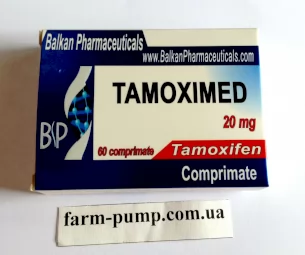 Balkan Pharmaceuticals
www.BalkanPharmaceuticals.com
TAMOXIMED
20 mg
BP
60 comprimate
Tamoxifen
Comprimate
farm-pump.com.ua